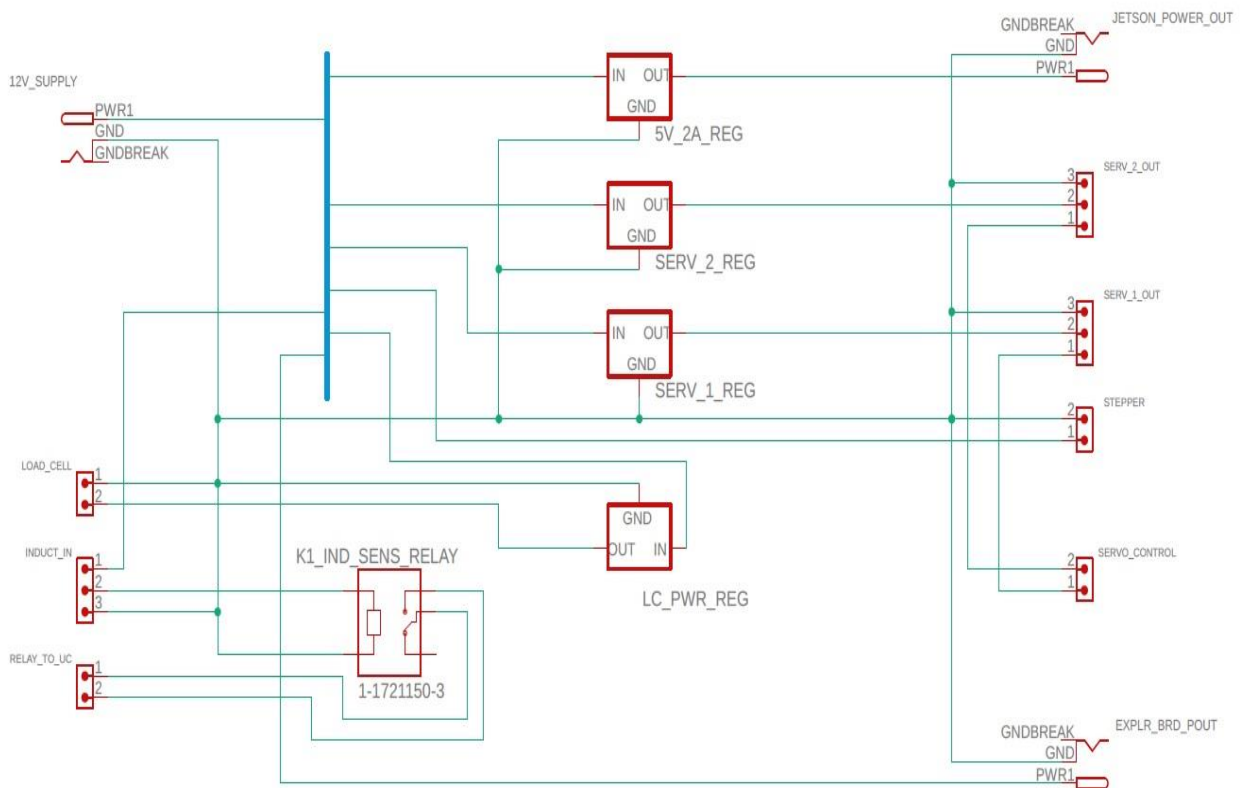 JETSON_POWER_OUT
GNDBREAK
GND
PWR1
12V_SUPPLY
PWR1
GND
GNDBREAK
IN OUT
GND
5V_2A_REG
SERV_2_OUT
3
2
1
IN OUT
GND
SERV_2_REG
SERV_1_OUT
3
2
1
IN OUT
GND
SERV_1_REG
STEPPER
2
1
LOAD_CELL
1
2
GND
OUT IN
LC_PWR_REG
INDUCT_IN
1
2
3
K1_IND_SENS_RELAY
1-1721150-3
SERVO_CONTROL
2
1
RELAY_TO_UC
1
2
EXPLR_BRD_POUT
GNDBREAK
GND
PWR1